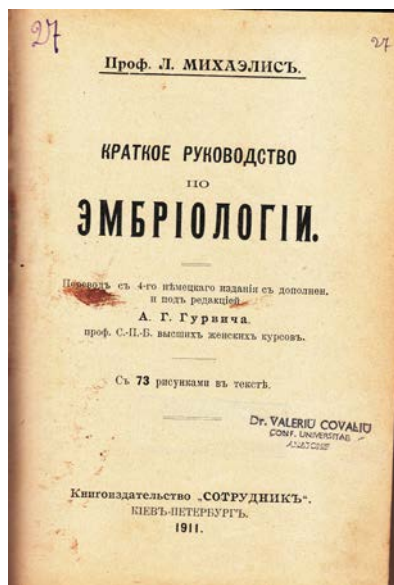 27
27
Проф. Л. МИХАЭЛИСЪ.
КРАТКОЕ РУКОВОДСТВО
ПО
ЭМБРІОЛОГІИ.
Переводъ съ 4-го нѣмецкаго изданія съ дополнен.
и подъ редакціей
А. Г. Гурвича.
проф. С.-П.-Б. высшихъ женскихъ курсовъ.
Съ 73 рисунками въ текстѣ.
Dr. VALERIU COVALIU
CONF. UNIVERSITAR
ANATOMIE
Книгоиздательство „СОТРУДНИКЪ“.
КІЕВЪ-ПЕТЕРБУРГЪ.
1911.